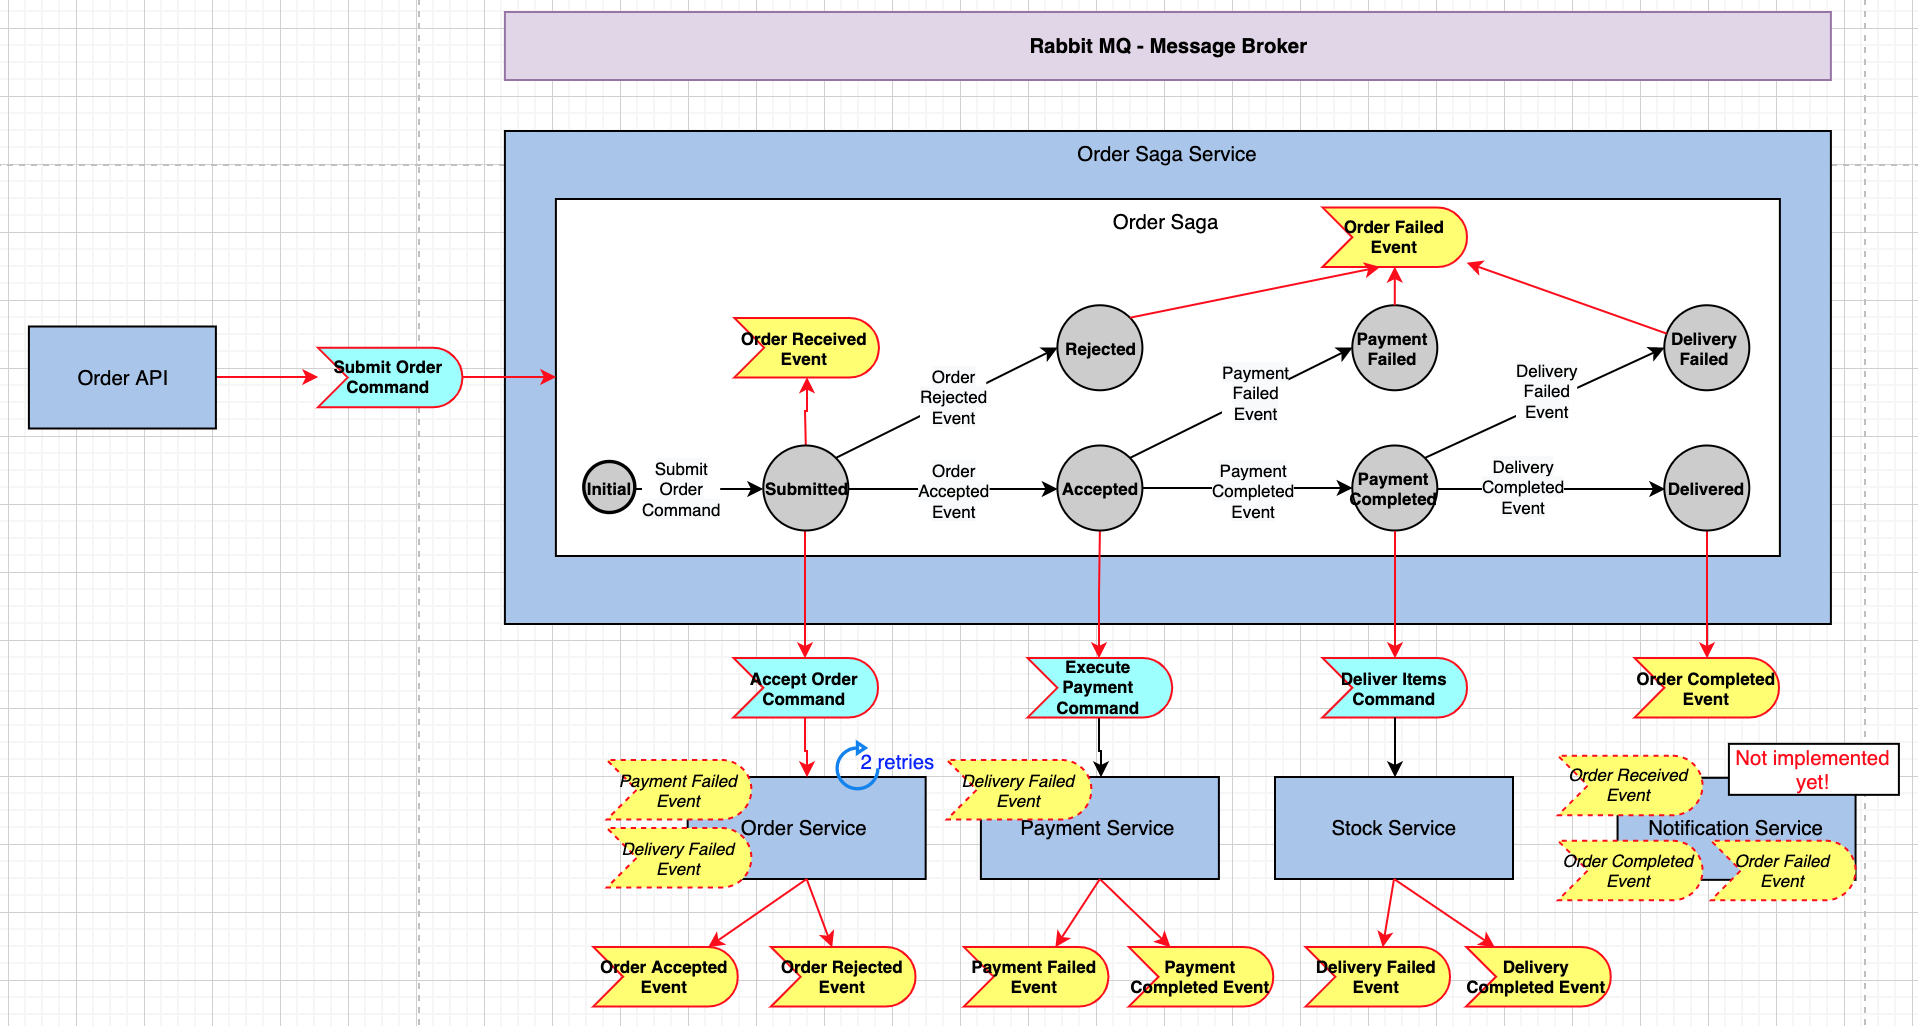 Rabbit MQ - Message Broker
Order Saga Service
Order Saga
Order Failed
Event
Order API
Submit Order
Command
Order Received
Event
Rejected
Payment
Failed
Delivery
Failed
Order
Rejected
Event
Payment
Failed
Event
Delivery
Failed
Event
Initial
Submit
Order
Command
Submitted
Order
Accepted
Event
Accepted
Payment
Completed
Event
Payment
Completed
Delivery
Completed
Event
Delivered
Accept Order
Command
Execute
Payment
Command
Deliver Items
Command
Order Completed
Event
2 retries
Payment Failed
Event
Delivery Failed
Event
Order Service
Delivery Failed
Event
Payment Service
Stock Service
Order Received
Event
Not implemented
yet!
Notification Service
Order Completed
Event
Order Failed
Event
Order Accepted
Event
Order Rejected
Event
Payment Failed
Event
Payment
Completed Event
Delivery Failed
Event
Delivery
Completed Event